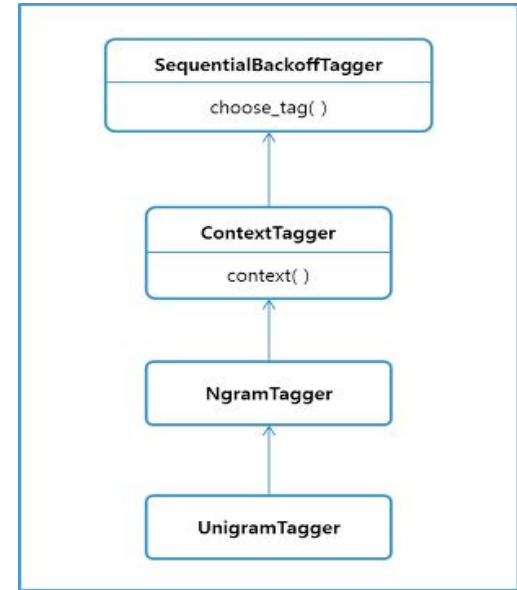 SequentialBackoffTagger
choose_tag( )
ContextTagger
context( )
NgramTagger
UnigramTagger